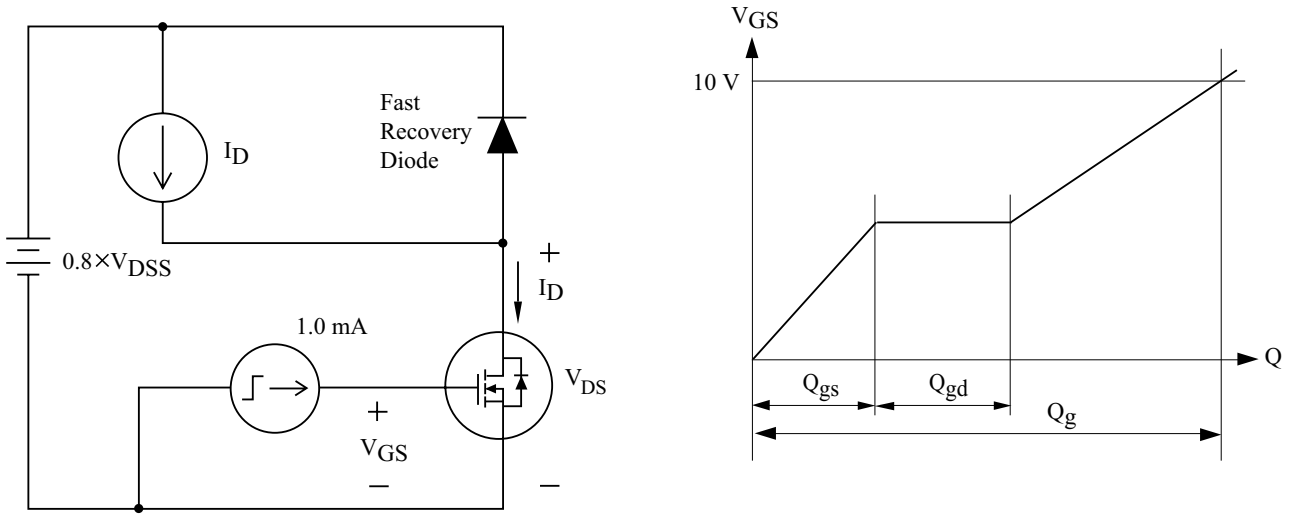 Fast
Recovery
Diode
I_D
0.8×V_DSS
+
I_D
1.0 mA
V_DS
+
V_GS
−
−
V_GS
10 V
Q
Q_gs
Q_gd
Q_g